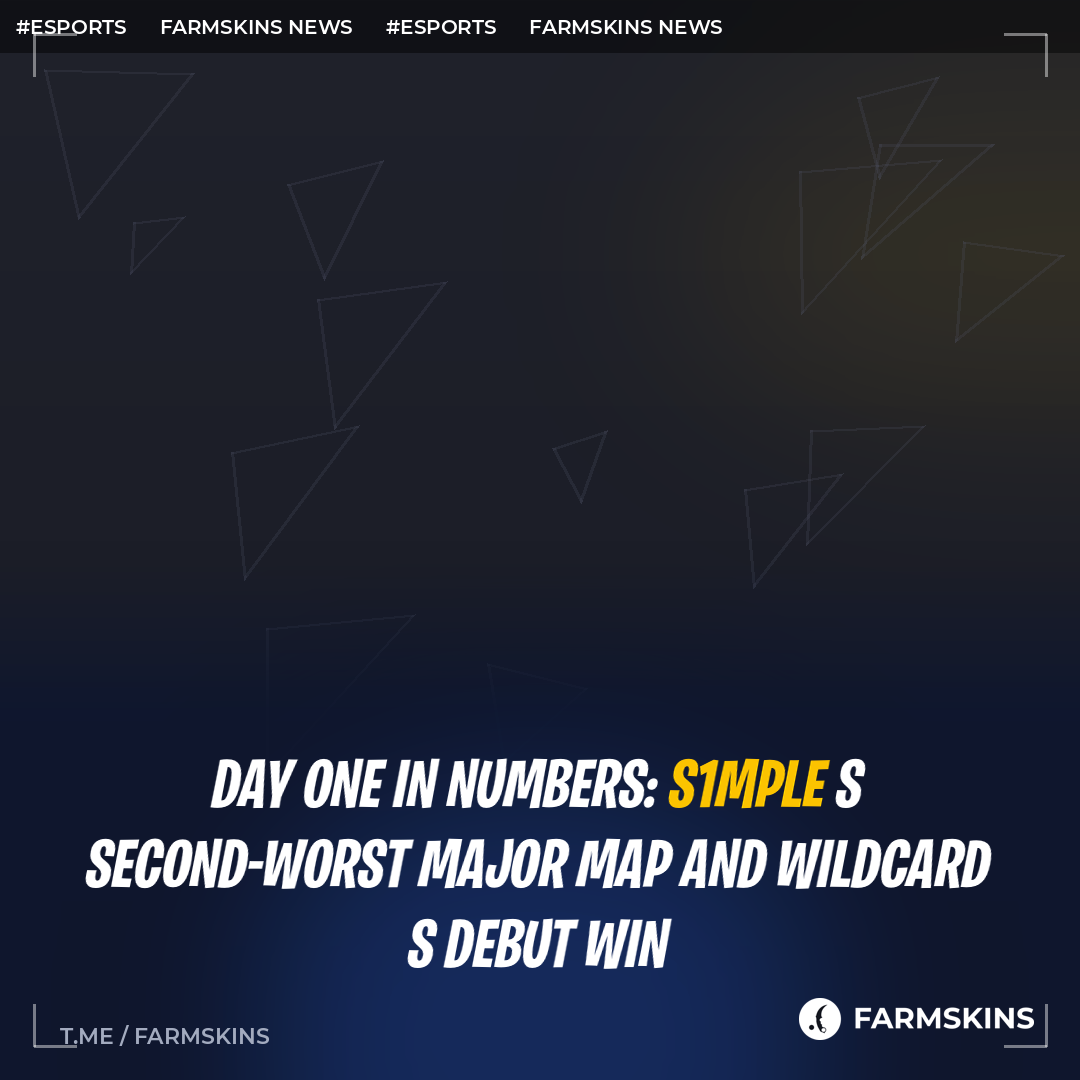 #ESPORTS FARMSKINS NEWS #ESPORTS FARMSKINS NEWS
DAY ONE IN NUMBERS: S1MPLE S
SECOND-WORST MAJOR MAP AND WILDCARD
S DEBUT WIN
T.ME / FARMSKINS
FARMSKINS